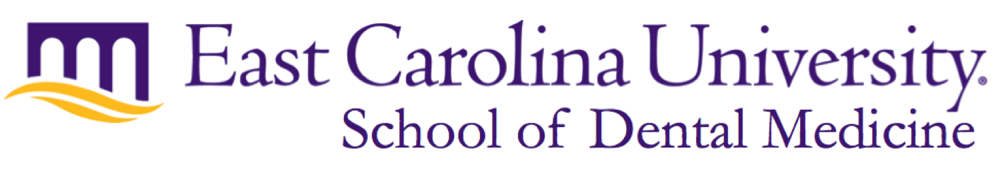 East Carolina University®
School of Dental Medicine